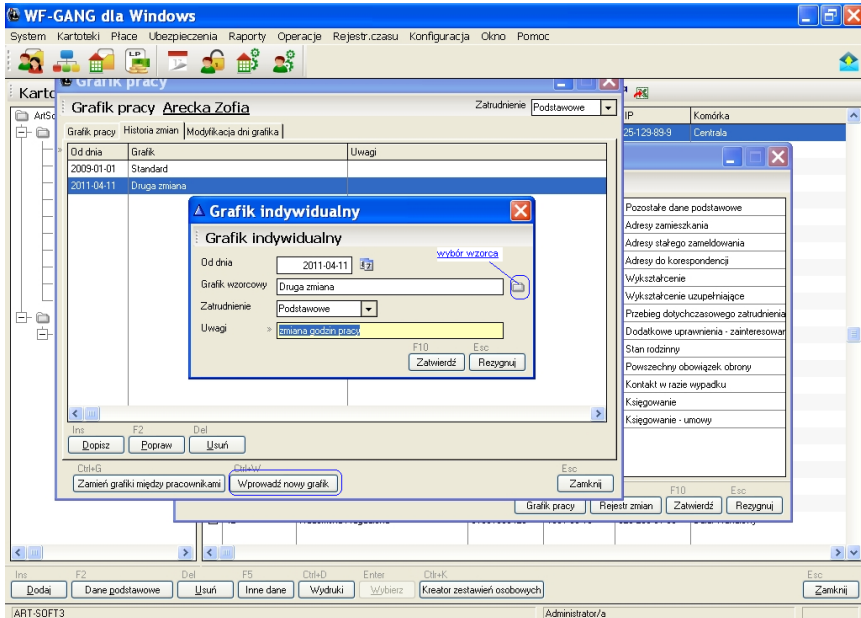 WF-GANG dla Windows
System Kartoteki Płace Ubezpieczenia Raporty Operacje Rejestr.czasu Konfiguracja Okno Pomoc
Grafik pracy
Grafik pracy Arecka Zofia
Zatrudnienie Podstawowe
Grafik pracy Historia zmian Modyfikacja dni grafika
Od dnia Grafik Uwagi
2009-01-01 Standard
2011-04-11 Druga zmiana
IP Komórka
25-129-89-9 Centrala
Grafik indywidualny
Grafik indywidualny
wybór wzorca
Od dnia 2011-04-11
Grafik wzorcowy Druga zmiana
Zatrudnienie Podstawowe
Uwagi » zmiana godzin pracy
F10 Esc
Zatwierdź Rezygnuj
Pozostałe dane podstawowe
Adresy zamieszkania
Adresy stałego zameldowania
Adresy do korespondencji
Wykształcenie
Wykształcenie uzupełniające
Przebieg dotychczasowego zatrudnienia
Dodatkowe uprawnienia - zainteresowar
Stan rodzinny
Powszechny obowiązek obrony
Kontakt w razie wypadku
Księgowanie
Księgowanie - umowy
Ins F2 Del
Dopisz Popraw Usuń
Ctrl+G Ctrl+W Esc
Zamień grafiki między pracownikami Wprowadź nowy grafik Zamknij
F10 Esc
Grafik pracy Rejestr zmian Zatwierdź Rezygnuj
Ins F2 Del F5 Ctrl+D Enter Ctrl+K Esc
Dodaj Dane podstawowe Usuń Inne dane Wydruki Wybierz Kreator zestawień osobowych Zamknij
ART-SOFT3 Administrator/a